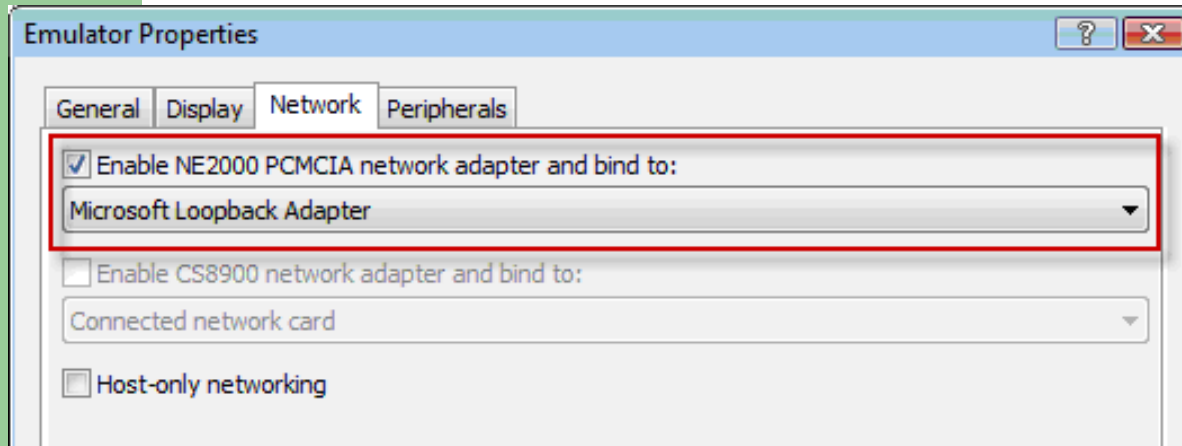 Emulator Properties
?
General Display Network Peripherals
Enable NE2000 PCMCIA network adapter and bind to:
Microsoft Loopback Adapter
Enable CS8900 network adapter and bind to:
Connected network card
Host-only networking